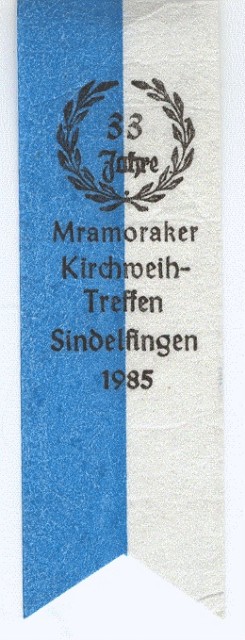 33
Jahre
Mramoraker
Kirchweih-
Treffen
Sindelfingen
1985